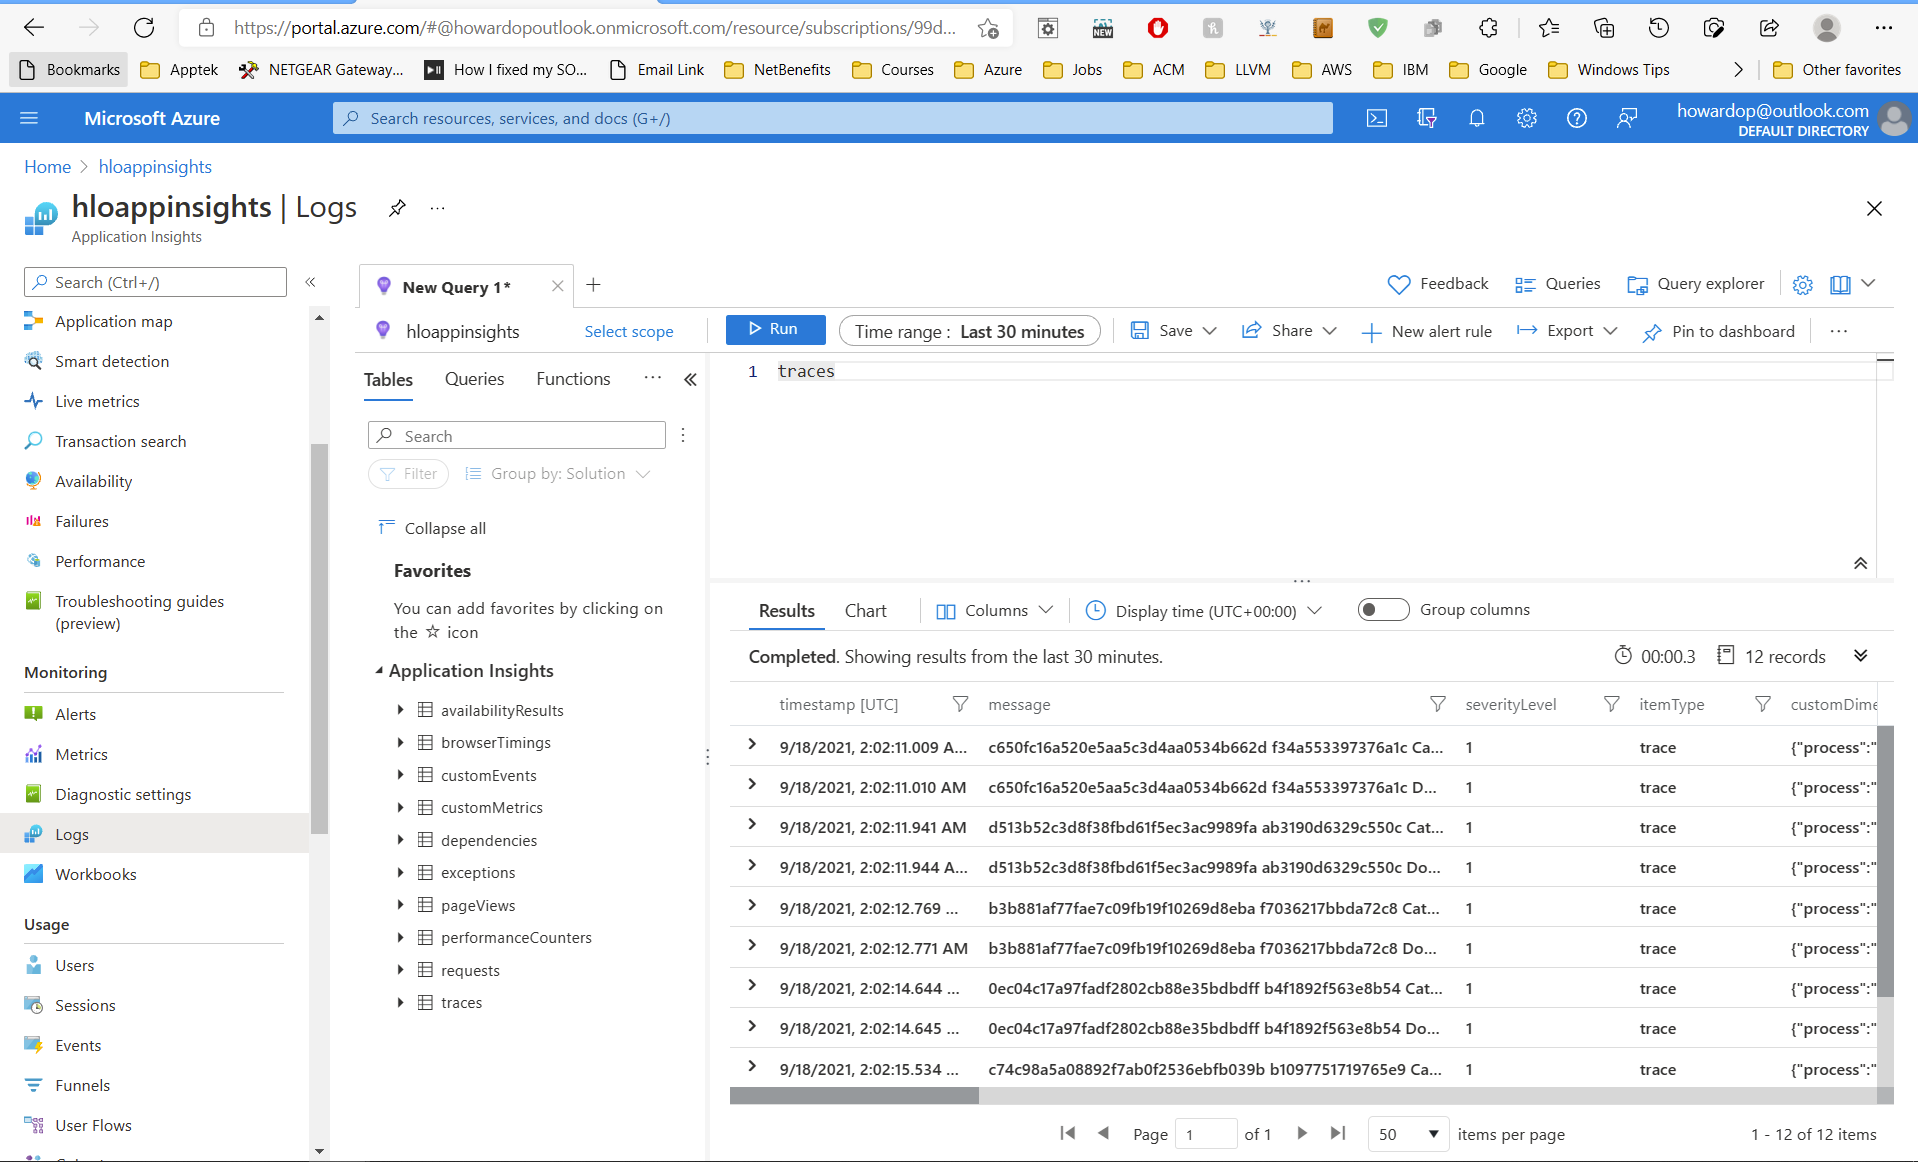 https://portal.azure.com/#@howardopoutlook.onmicrosoft.com/resource/subscriptions/99d...
NEW
Bookmarks Apptek NETGEAR Gateway... How I fixed my SO... Email Link NetBenefits Courses Azure Jobs ACM LLVM AWS IBM Google Windows Tips Other favorites
Microsoft Azure
Search resources, services, and docs (G+/)
howardop@outlook.com
DEFAULT DIRECTORY
Home > hloappinsights
hloappinsights | Logs
Application Insights
Search (Ctrl+/)
Application map
Smart detection
Live metrics
Transaction search
Availability
Failures
Performance
Troubleshooting guides
(preview)
Monitoring
Alerts
Metrics
Diagnostic settings
Logs
Workbooks
Usage
Users
Sessions
Events
Funnels
User Flows
New Query 1*
Feedback Queries Query explorer
hloappinsights Select scope
Run Time range : Last 30 minutes Save Share New alert rule Export Pin to dashboard
Tables Queries Functions
Search
Filter Group by: Solution
Collapse all
Favorites
You can add favorites by clicking on
the ☆ icon
Application Insights
availabilityResults
browserTimings
customEvents
customMetrics
dependencies
exceptions
pageViews
performanceCounters
requests
traces
1 traces
Results Chart Columns Display time (UTC+00:00) Group columns
Completed. Showing results from the last 30 minutes. 00:00.3 12 records
timestamp [UTC] message severityLevel itemType customDime
9/18/2021, 2:02:11.009 A... c650fc16a520e5aa5c3d4aa0534b662d f34a553397376a1c Ca... 1 trace {"process":"
9/18/2021, 2:02:11.010 AM c650fc16a520e5aa5c3d4aa0534b662d f34a553397376a1c D... 1 trace {"process":"
9/18/2021, 2:02:11.941 AM d513b52c3d8f38fbd61f5ec3ac9989fa ab3190d6329c550c Cat... 1 trace {"process":"
9/18/2021, 2:02:11.944 A... d513b52c3d8f38fbd61f5ec3ac9989fa ab3190d6329c550c Do... 1 trace {"process":"
9/18/2021, 2:02:12.769 ... b3b881af77fae7c09fb19f10269d8eba f7036217bbda72c8 Cat... 1 trace {"process":"
9/18/2021, 2:02:12.771 AM b3b881af77fae7c09fb19f10269d8eba f7036217bbda72c8 Do... 1 trace {"process":"
9/18/2021, 2:02:14.644 ... 0ec04c17a97fadf2802cb88e35bdbdff b4f1892f563e8b54 Cat... 1 trace {"process":"
9/18/2021, 2:02:14.645 ... 0ec04c17a97fadf2802cb88e35bdbdff b4f1892f563e8b54 Do... 1 trace {"process":"
9/18/2021, 2:02:15.534 ... c74c98a5a08892f7ab0f2536ebfb039b b1097751719765e9 Ca... 1 trace {"process":"
Page 1 of 1 50 items per page 1 - 12 of 12 items